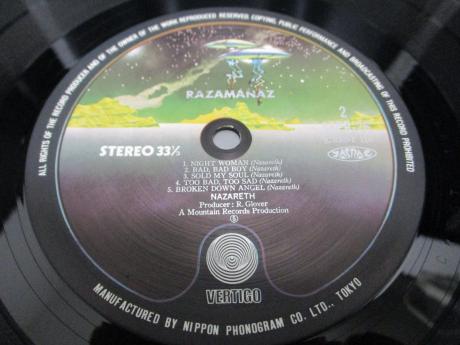 ALL RIGHTS OF THE RECORD PRODUCER AND OF THE OWNER OF THE WORK REPRODUCED RESERVED. COPYING, PUBLIC PERFORMANCE AND BROADCASTING OF THIS RECORD PROHIBITED
RAZAMANAZ
2
STEREO 33⅓
1. NIGHT WOMAN (Nazareth)
2. BAD, BAD BOY (Nazareth)
3. SOLD MY SOUL (Nazareth)
4. TOO BAD, TOO SAD (Nazareth)
5. BROKEN DOWN ANGEL (Nazareth)
NAZARETH
Producer : R. Glover
A Mountain Records Production
Ⓢ
VERTIGO
MANUFACTURED BY NIPPON PHONOGRAM CO. LTD., TOKYO